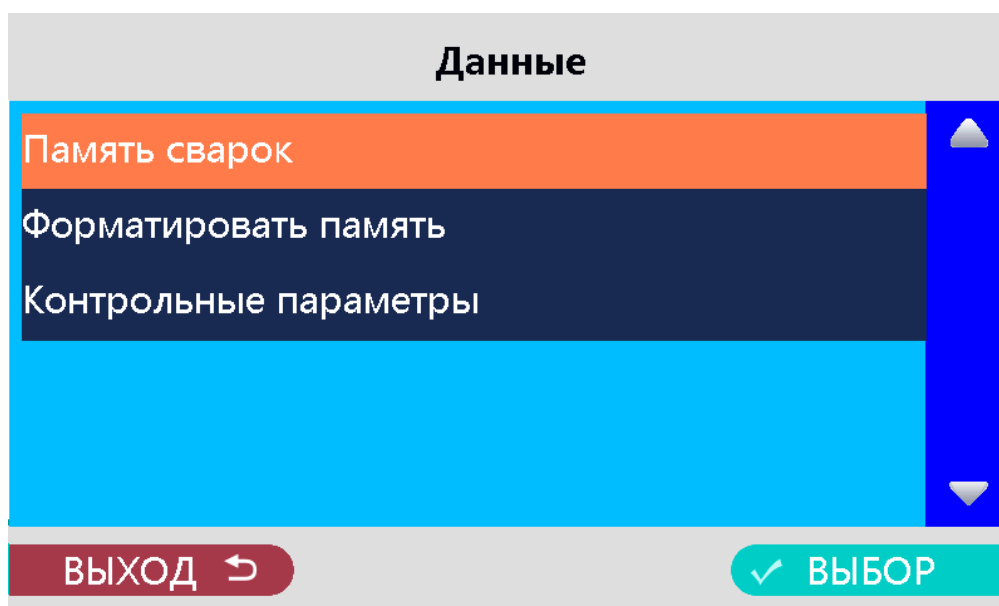 Данные
Память сварок
Форматировать память
Контрольные параметры
ВЫХОД
ВЫБОР